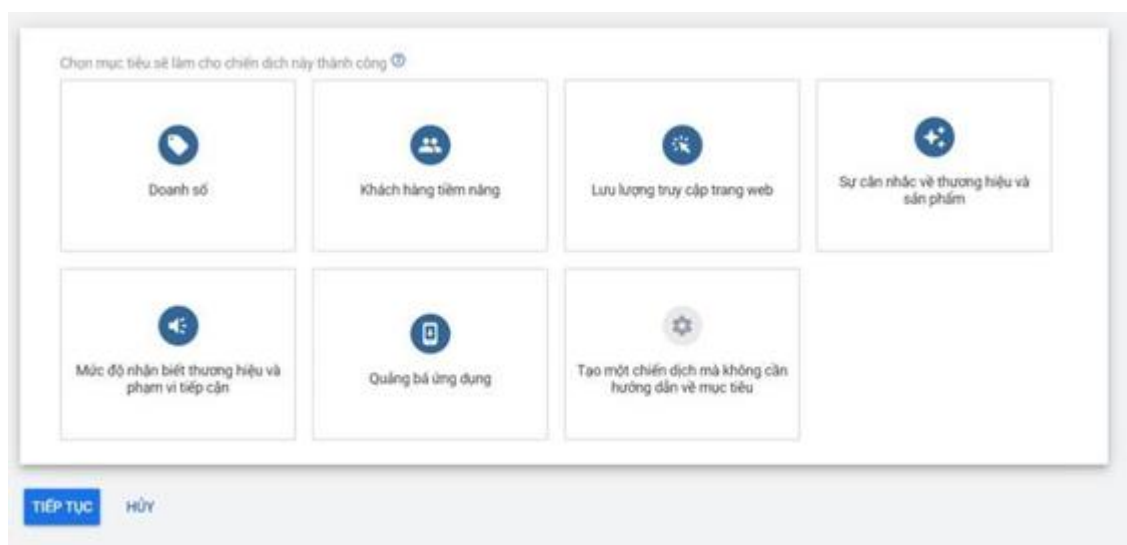 Chọn mục tiêu sẽ làm cho chiến dịch này thành công
Doanh số
Khách hàng tiềm năng
Lưu lượng truy cập trang web
Sự cân nhắc về thương hiệu và
sản phẩm
Mức độ nhận biết thương hiệu và
phạm vi tiếp cận
Quảng bá ứng dụng
Tạo một chiến dịch mà không cần
hướng dẫn về mục tiêu
TIẾP TỤC
HỦY